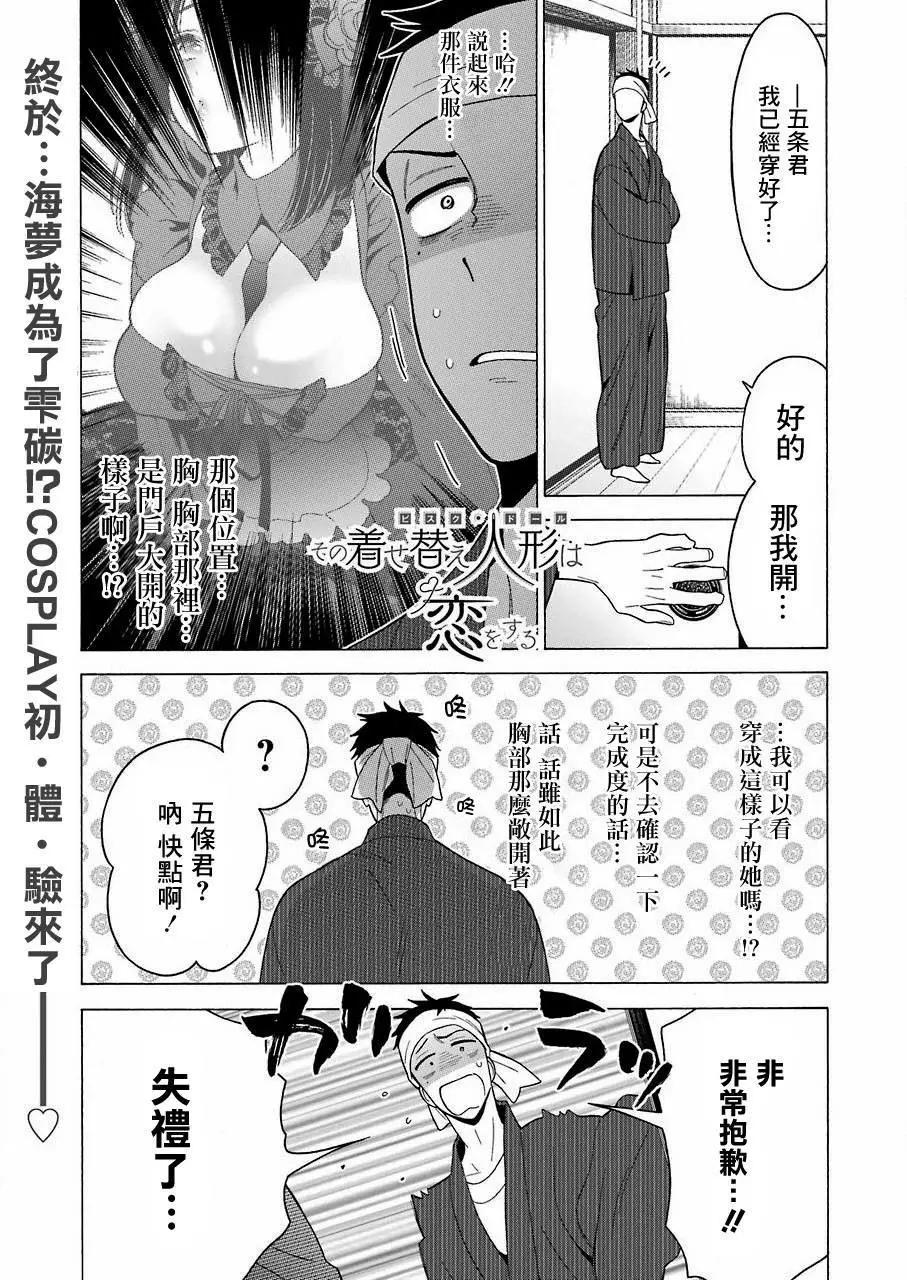 —五条君
我已經穿好了…
好的
那我開…
…哈!!
說起來
那件衣服…
那個位置…
胸 胸部那裡…
是門戶大開的
樣子啊…!?
ビスク・ドール
その着せ替え人形は
恋をする
終於…海夢成為了雫碳!?COSPLAY初・體・驗來了——♡
…我可以看
穿成這樣子的她嗎…!?
可是不去確認一下
完成度的話…
話 話雖如此
胸部那麼敞開著
咚
咚
咚
咚
?
五條君?
吶 快點啊!
ガラッ
非
非常抱歉…!!
失禮了…